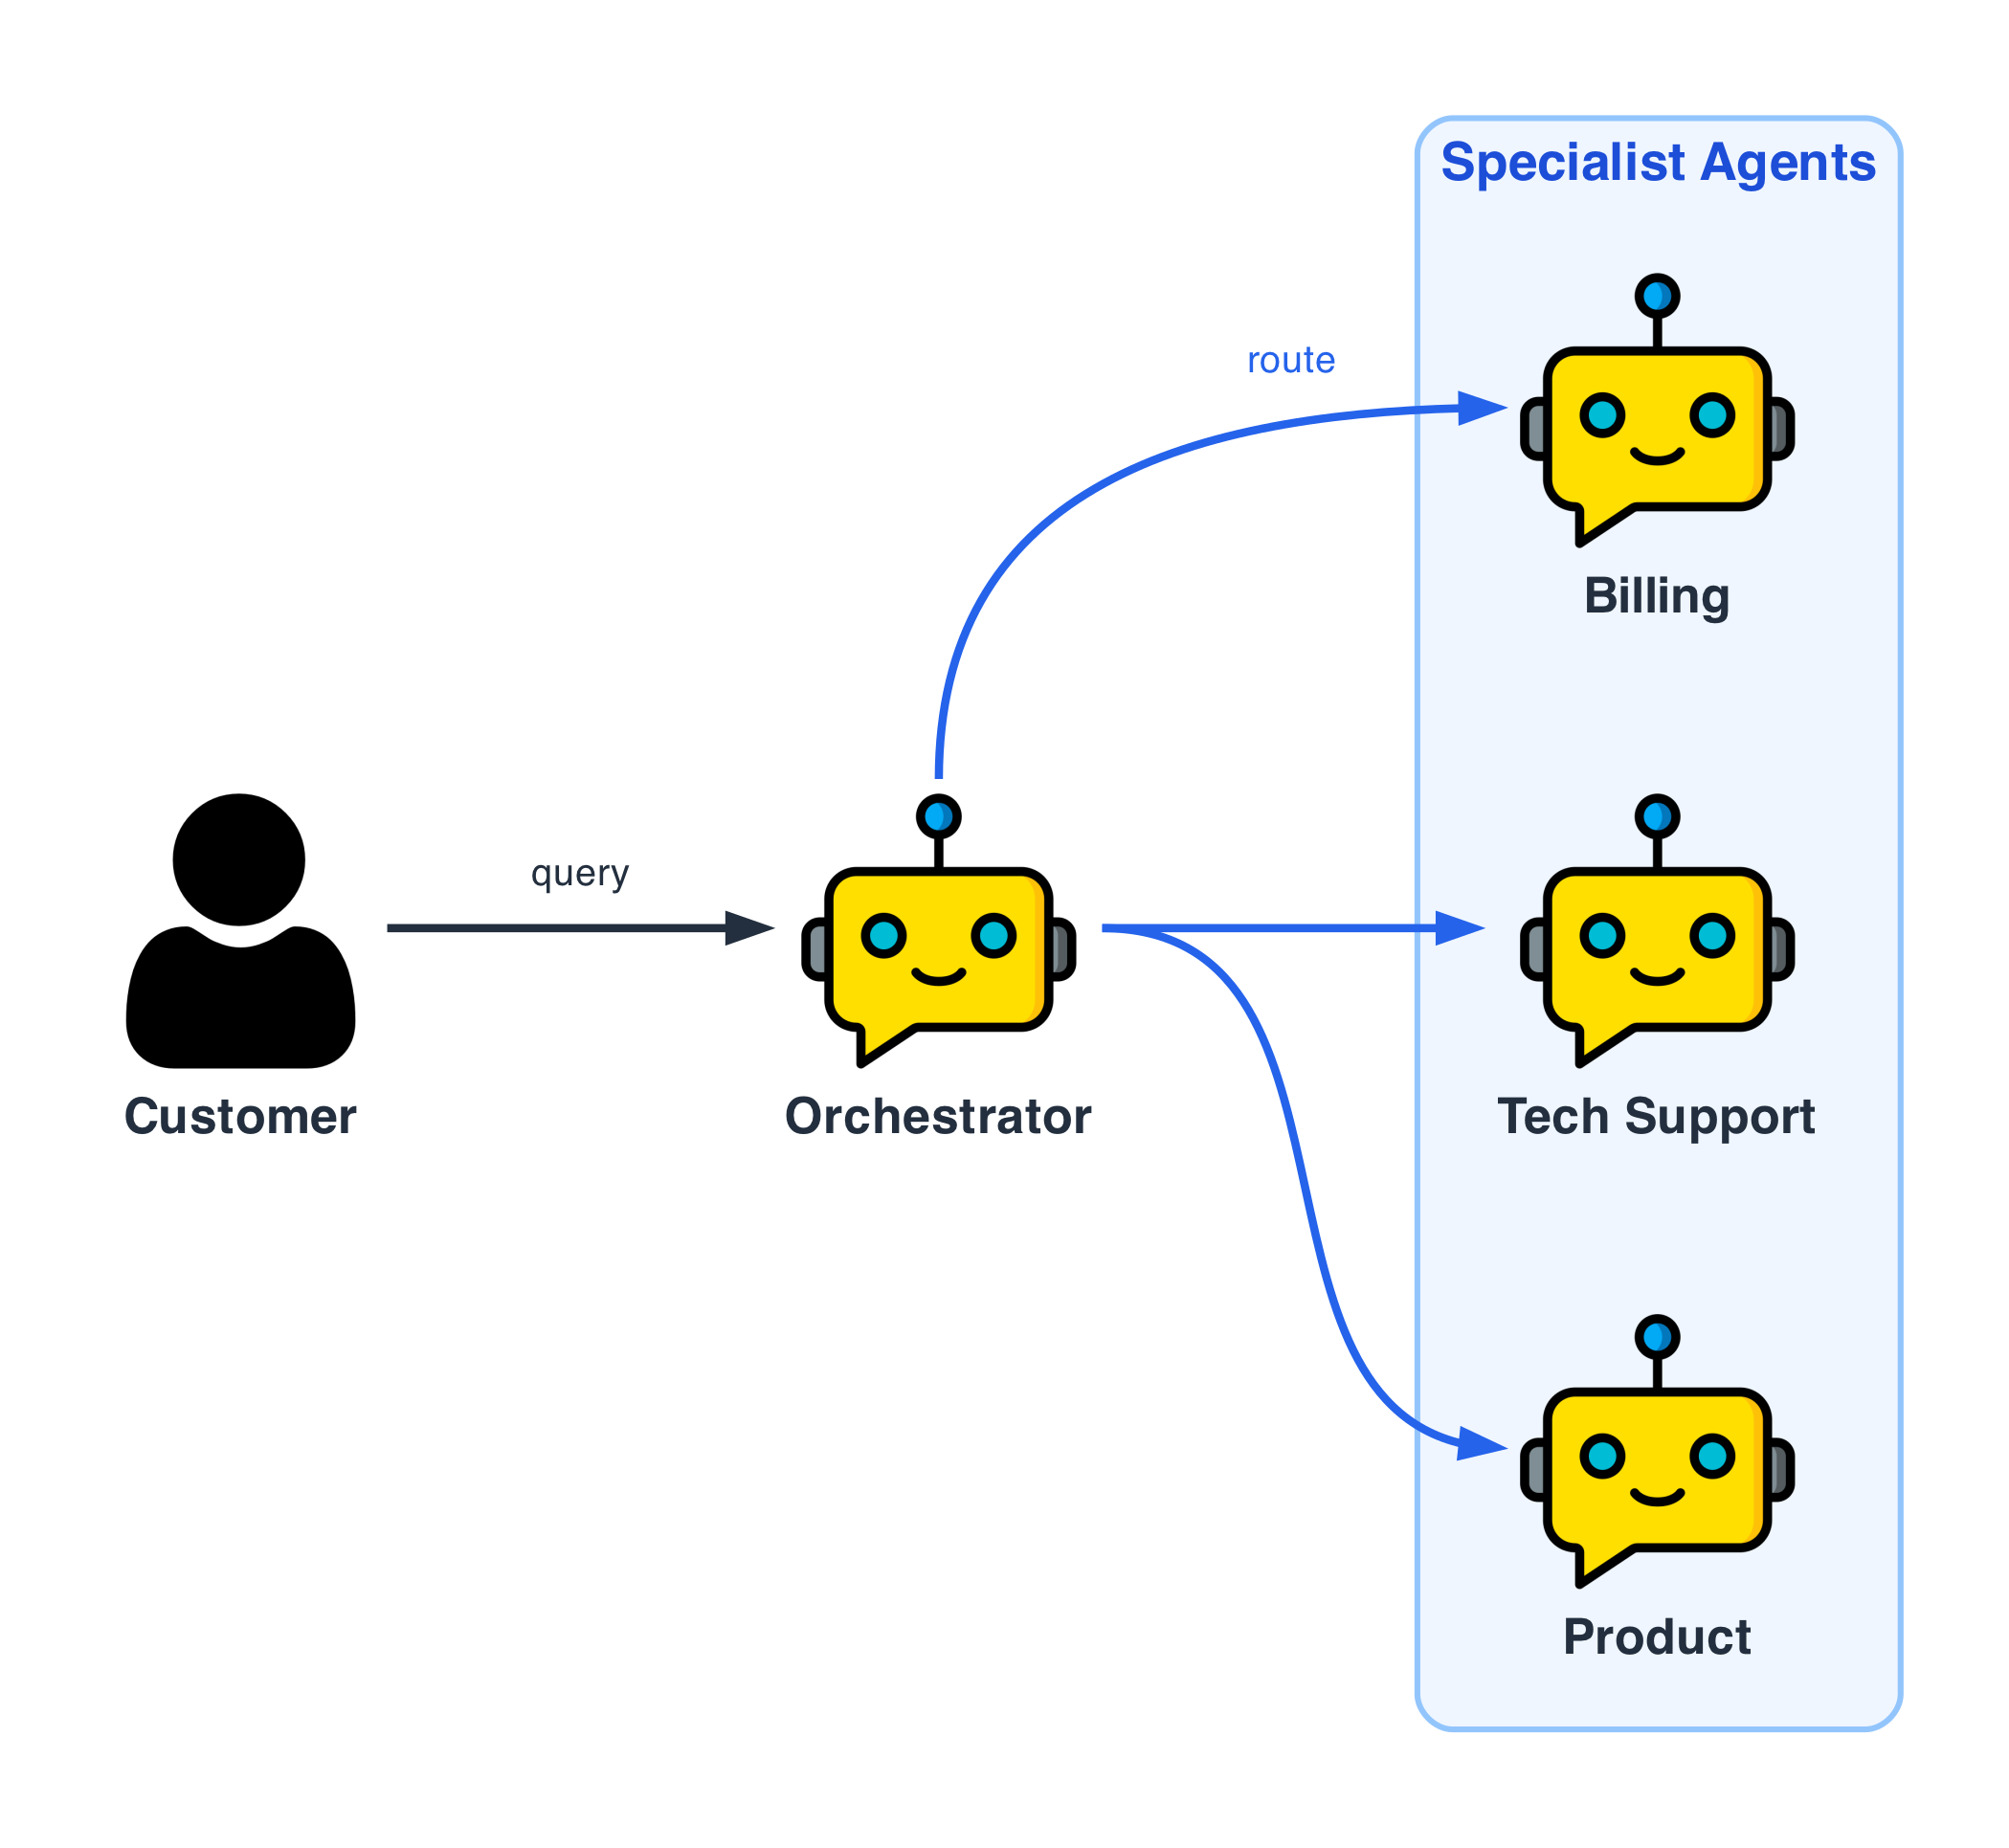 Specialist Agents
route
Billing
query
Customer
Orchestrator
Tech Support
Product